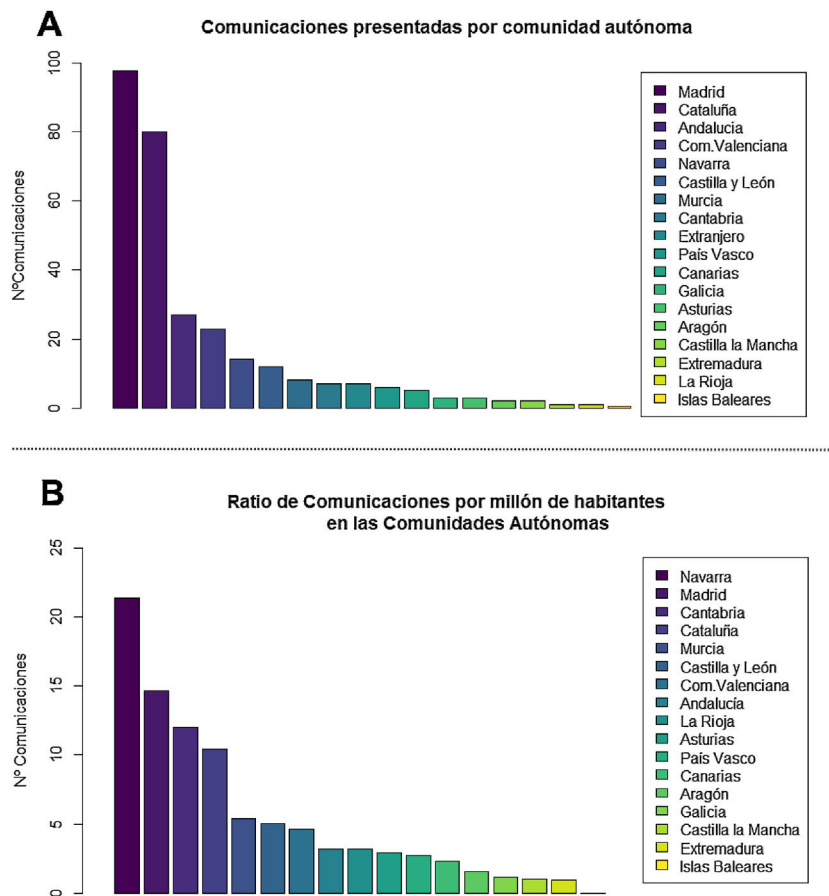 A
Comunicaciones presentadas por comunidad autónoma
NºComunicaciones
100
80
60
40
20
0
Madrid
Cataluña
Andalucia
Com.Valenciana
Navarra
Castilla y León
Murcia
Cantabria
Extranjero
País Vasco
Canarias
Galicia
Asturias
Aragón
Castilla la Mancha
Extremadura
La Rioja
Islas Baleares
B
Ratio de Comunicaciones por millón de habitantes
en las Comunidades Autónomas
Nº Comunicaciones
25
20
15
10
5
0
Navarra
Madrid
Cantabria
Cataluña
Murcia
Castilla y León
Com.Valenciana
Andalucía
La Rioja
Asturias
País Vasco
Canarias
Aragón
Galicia
Castilla la Mancha
Extremadura
Islas Baleares